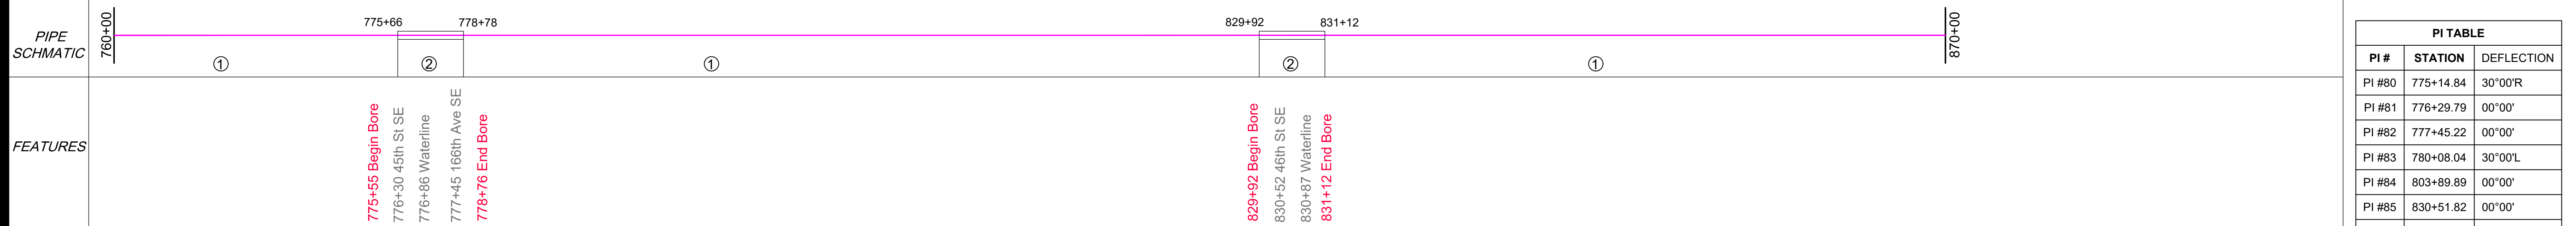 PIPE
SCHMATIC
760+00
775+66
778+78
829+92
831+12
870+00
①
②
①
②
①
FEATURES
775+55 Begin Bore
776+30 45th St SE
776+86 Waterline
777+45 166th Ave SE
778+76 End Bore
829+92 Begin Bore
830+52 46th St SE
830+87 Waterline
831+12 End Bore
PI TABLE
PI # STATION DEFLECTION
PI #80 775+14.84 30°00'R
PI #81 776+29.79 00°00'
PI #82 777+45.22 00°00'
PI #83 780+08.04 30°00'L
PI #84 803+89.89 00°00'
PI #85 830+51.82 00°00'